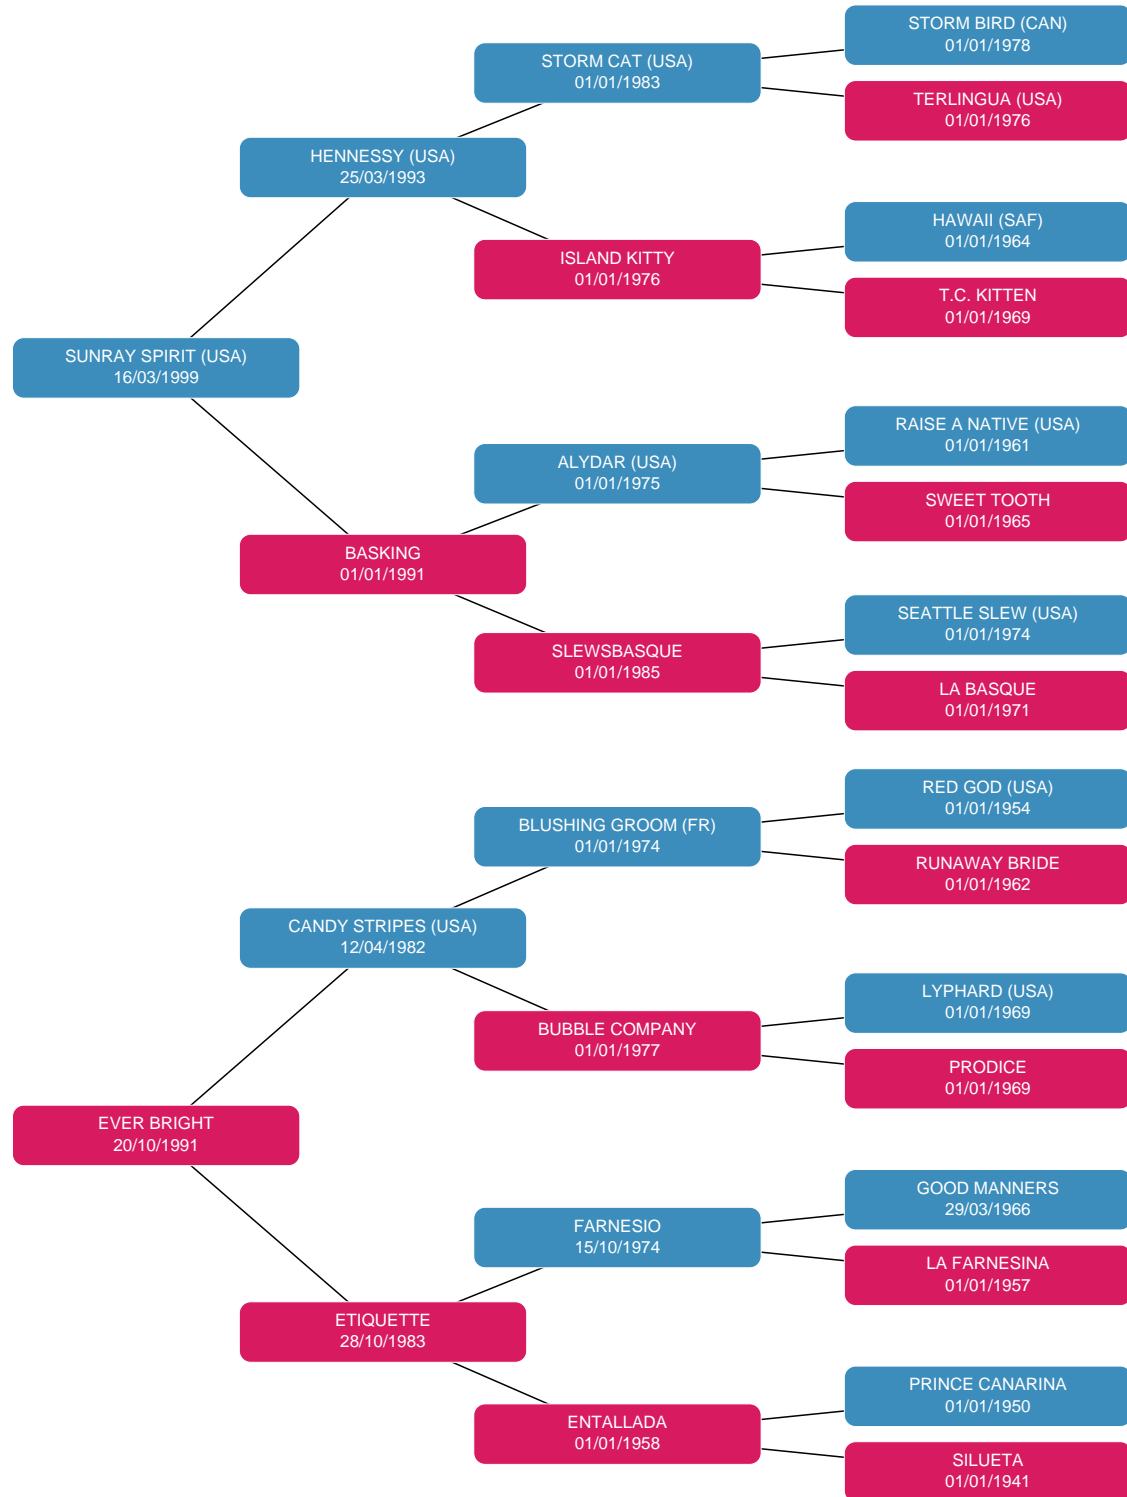 STORM BIRD (CAN)
01/01/1978
STORM CAT (USA)
01/01/1983
TERLINGUA (USA)
01/01/1976
HENNESSY (USA)
25/03/1993
HAWAII (SAF)
01/01/1964
ISLAND KITTY
01/01/1976
T.C. KITTEN
01/01/1969
SUNRAY SPIRIT (USA)
16/03/1999
RAISE A NATIVE (USA)
01/01/1961
ALYDAR (USA)
01/01/1975
SWEET TOOTH
01/01/1965
BASKING
01/01/1991
SEATTLE SLEW (USA)
01/01/1974
SLEWSBASQUE
01/01/1985
LA BASQUE
01/01/1971
RED GOD (USA)
01/01/1954
BLUSHING GROOM (FR)
01/01/1974
RUNAWAY BRIDE
01/01/1962
CANDY STRIPES (USA)
12/04/1982
LYPHARD (USA)
01/01/1969
BUBBLE COMPANY
01/01/1977
PRODICE
01/01/1969
EVER BRIGHT
20/10/1991
GOOD MANNERS
29/03/1966
FARNESIO
15/10/1974
LA FARNESINA
01/01/1957
ETIQUETTE
28/10/1983
PRINCE CANARINA
01/01/1950
ENTALLADA
01/01/1958
SILUETA
01/01/1941